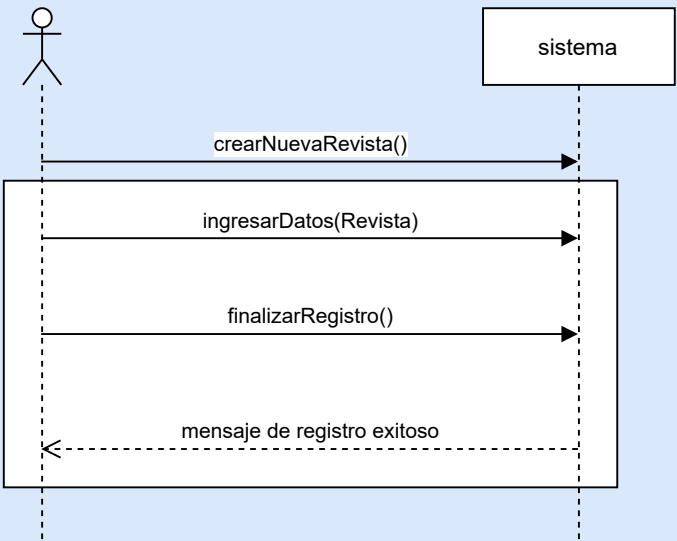 sistema
crearNuevaRevista()
ingresarDatos(Revista)
finalizarRegistro()
mensaje de registro exitoso